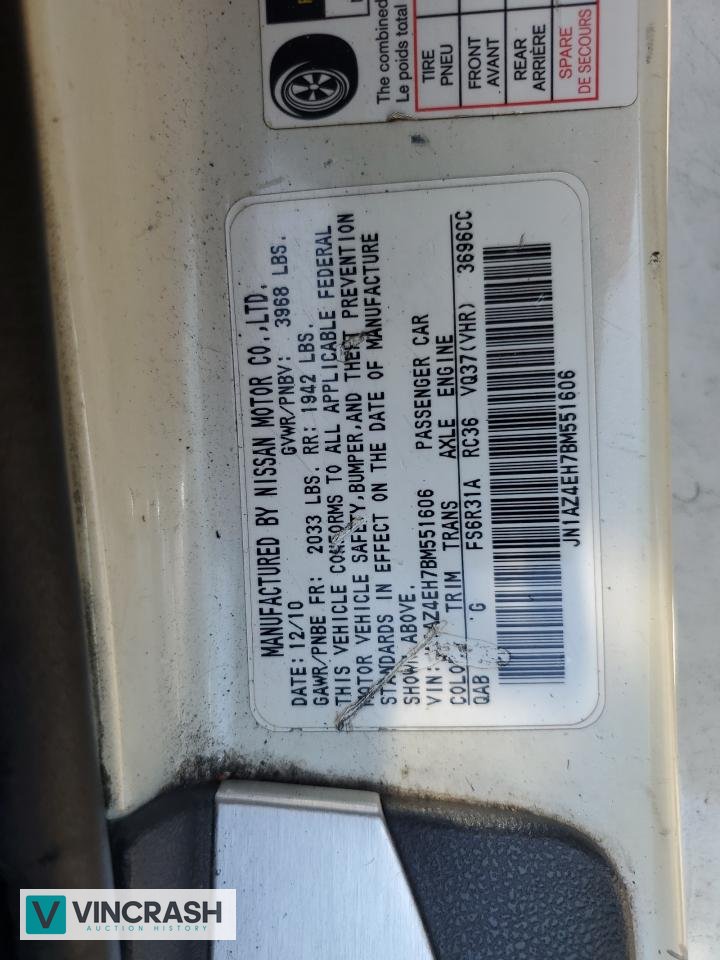 The combined
Le poids total
TIRE
PNEU
FRONT
AVANT
REAR
ARRIÈRE
SPARE
DE SECOURS
MANUFACTURED BY NISSAN MOTOR CO.,LTD.
DATE: 12/10 GVWR/PNBV: 3968 LBS.
GAWR/PNBE FR: 2033 LBS. RR: 1942 LBS.
THIS VEHICLE CONFORMS TO ALL APPLICABLE FEDERAL
MOTOR VEHICLE SAFETY,BUMPER,AND THEFT PREVENTION
STANDARDS IN EFFECT ON THE DATE OF MANUFACTURE
SHOWN ABOVE.
VIN: AZ4EH7BM551606 PASSENGER CAR
COLO TRIM TRANS AXLE ENGINE
QAB G FS6R31A RC36 VQ37(VHR) 3696CC
JN1AZ4EH7BM551606
V VINCRASH
AUCTION HISTORY